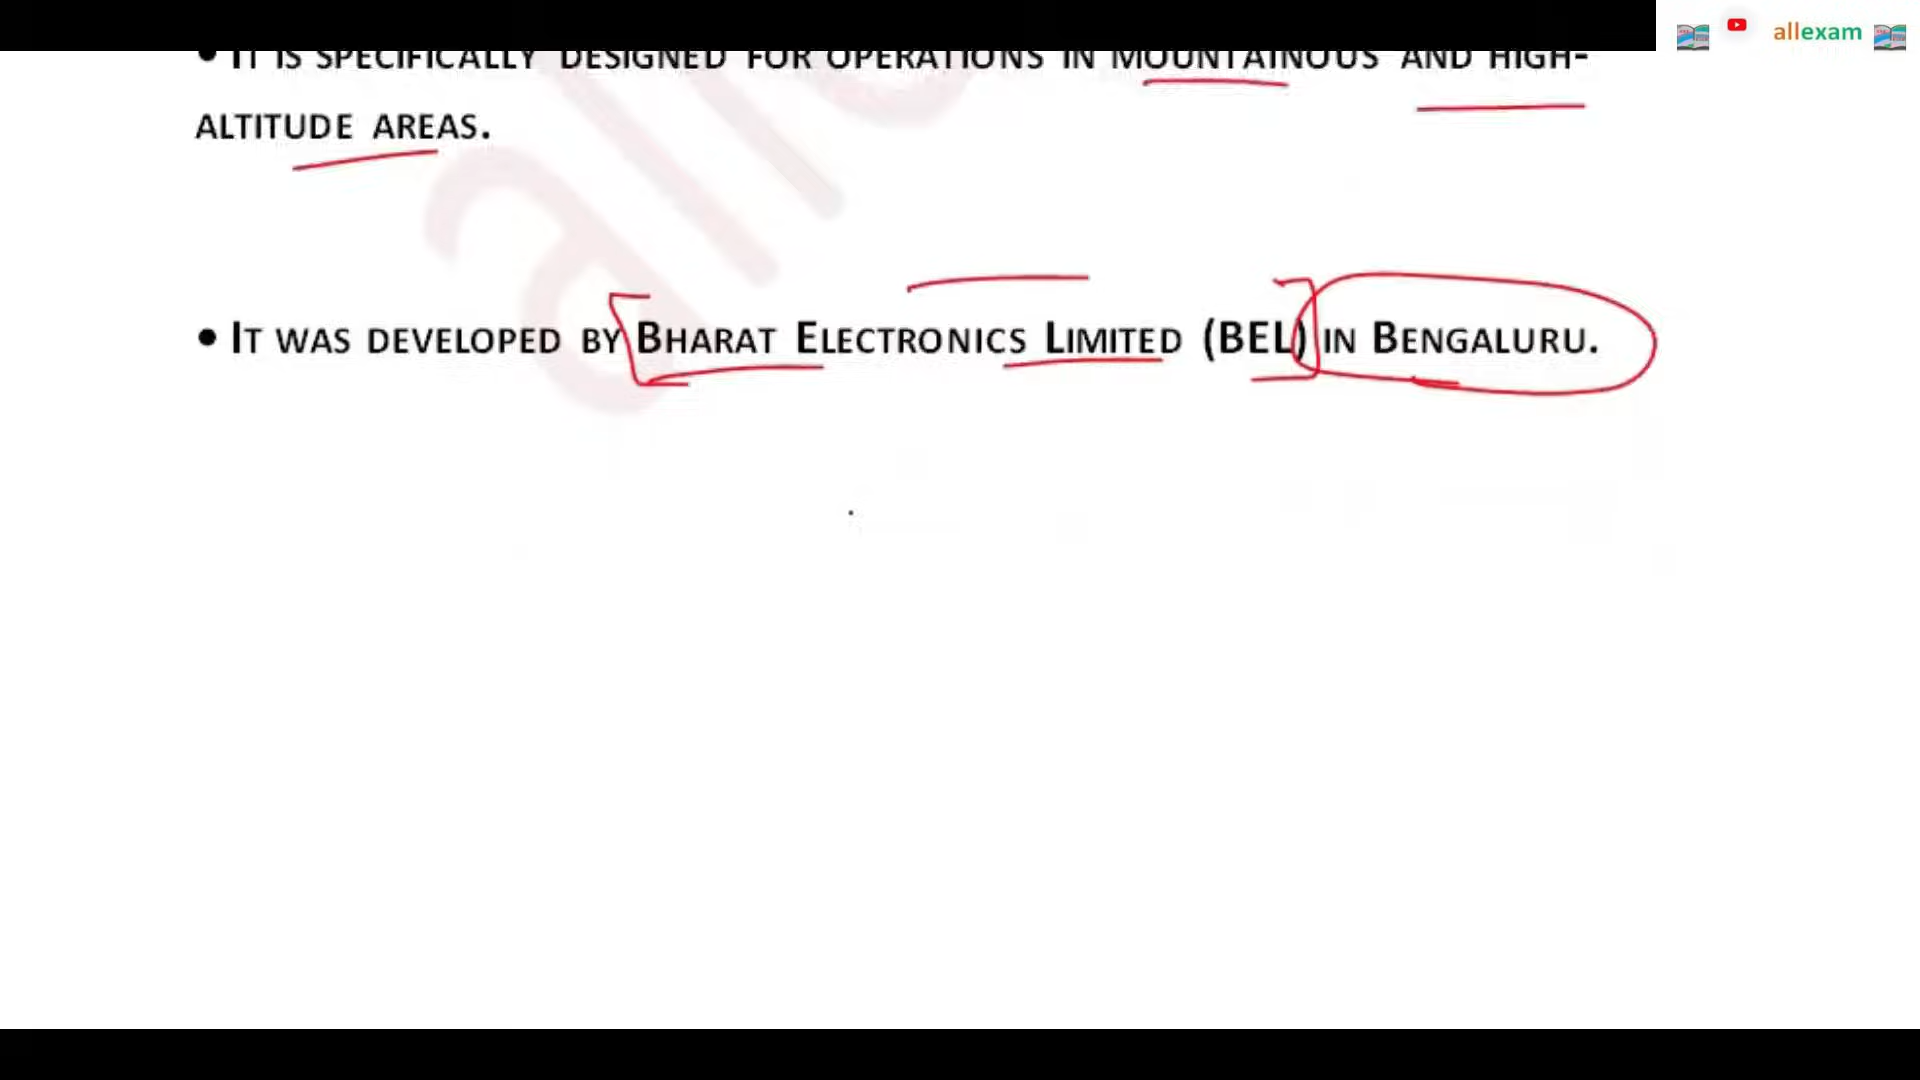 allexam
• It is specifically designed for operations in mountainous and high-
altitude areas.
• It was developed by Bharat Electronics Limited (BEL) in Bengaluru.